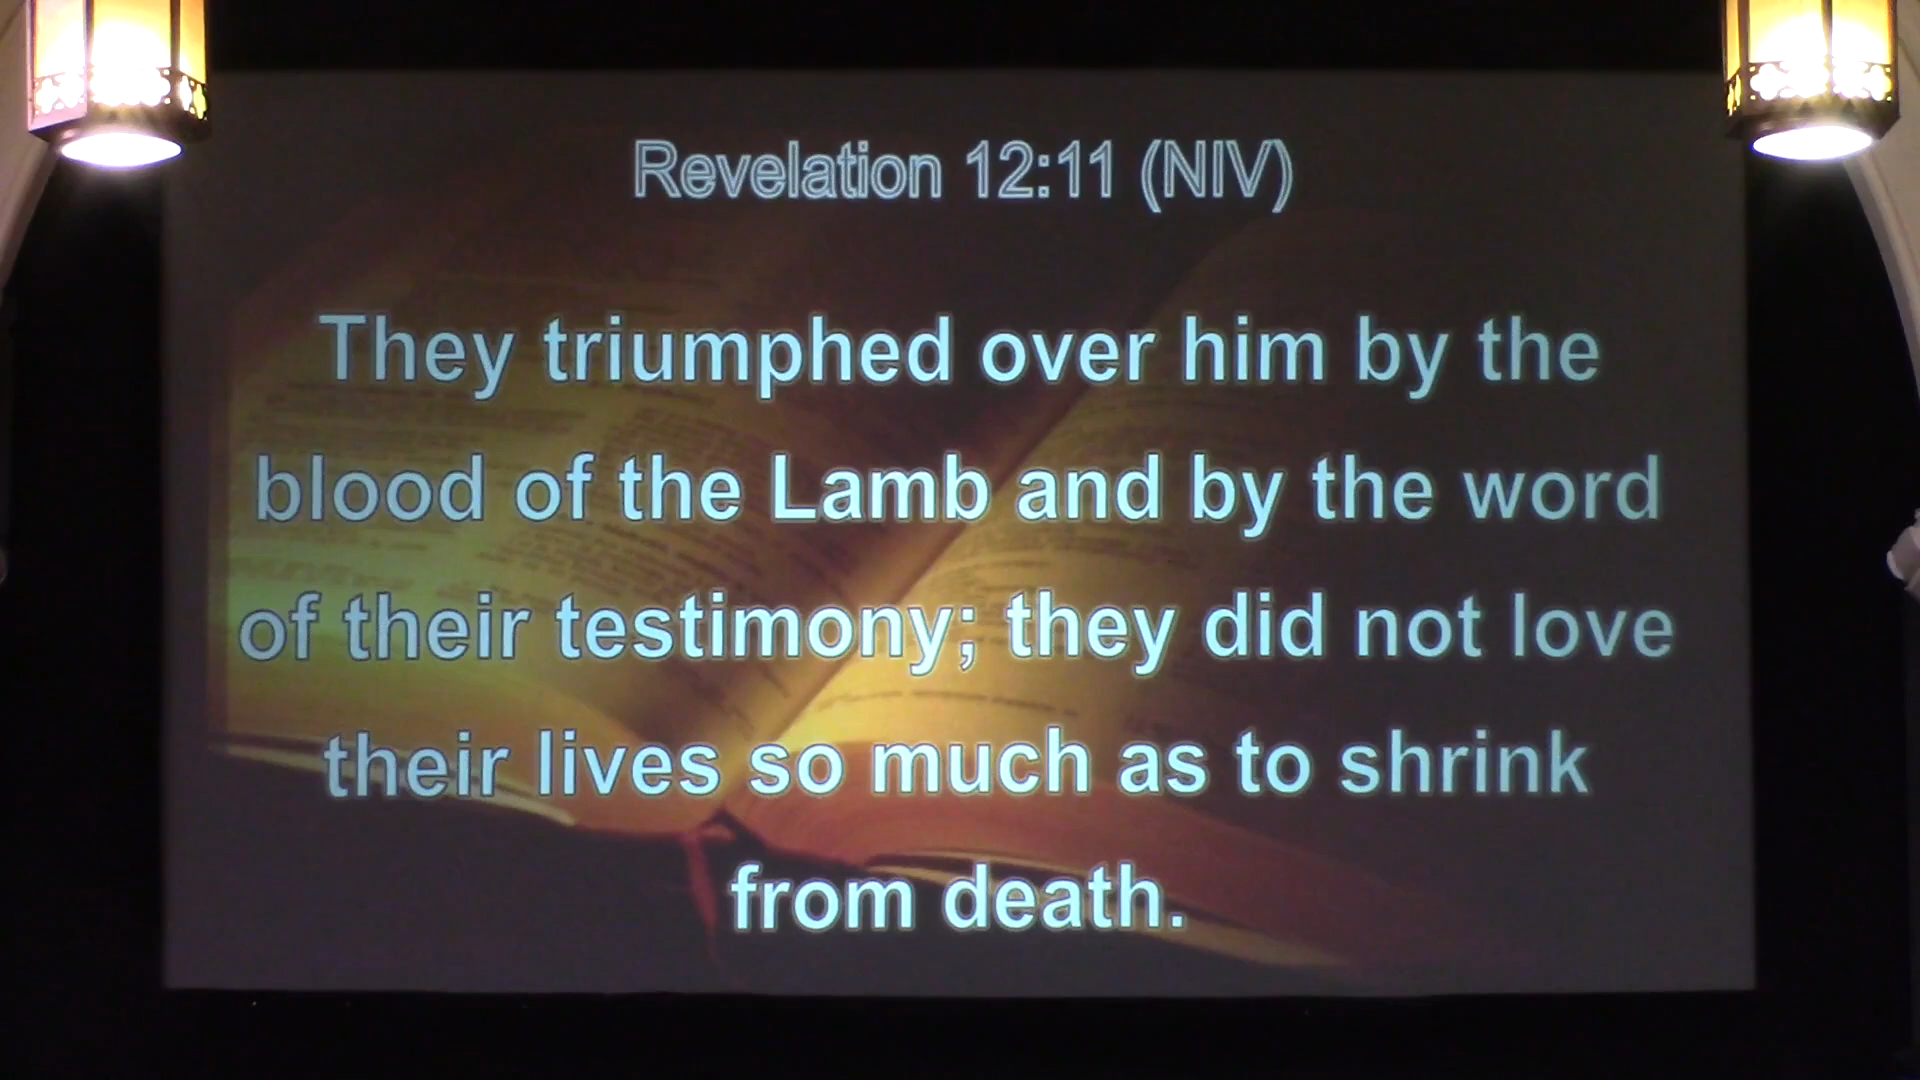 Revelation 12:11 (NIV)
They triumphed over him by the
blood of the Lamb and by the word
of their testimony; they did not love
their lives so much as to shrink
from death.